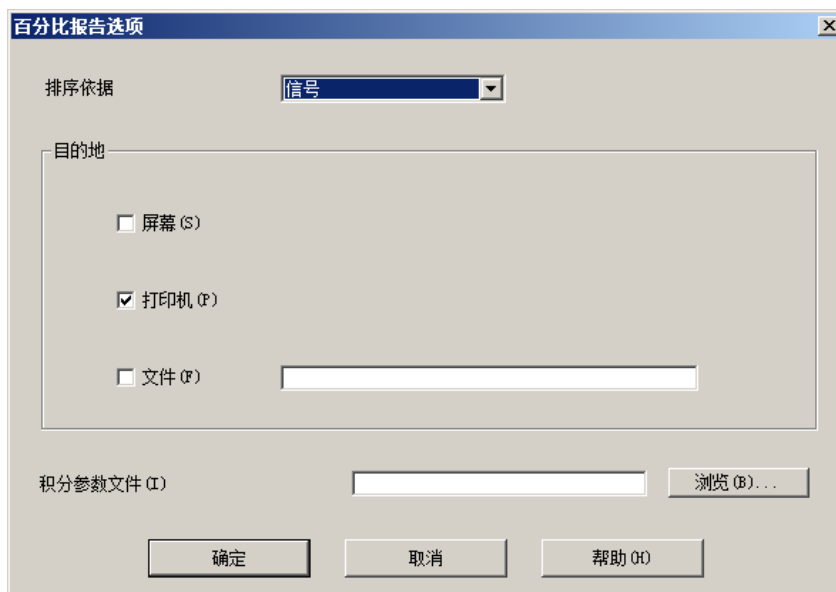 百分比报告选项
排序依据 信号
目的地
屏幕(S)
打印机(P)
文件(F)
积分参数文件(I) 浏览(B)...
确定 取消 帮助(H)